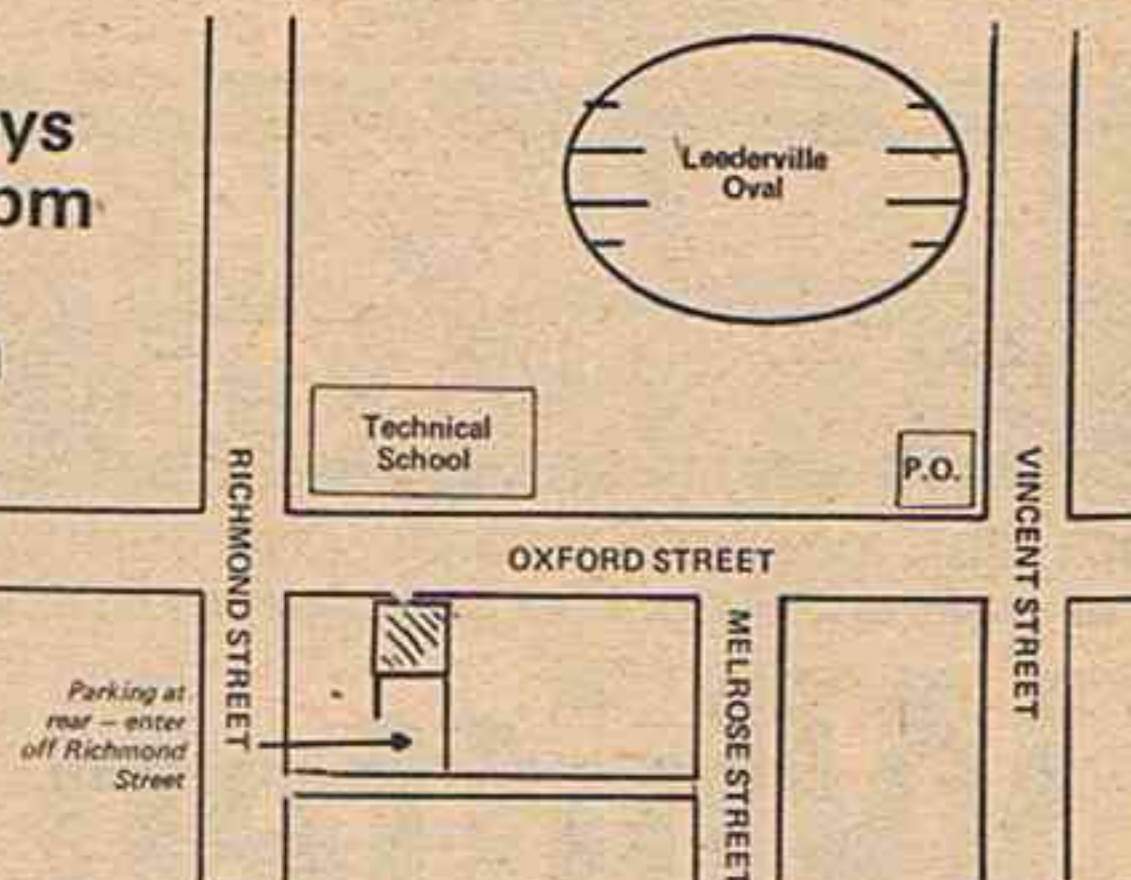 ys
pm
Leederville
Oval
Technical
School
P.O.
RICHMOND STREET
VINCENT STREET
OXFORD STREET
MELROSE STREET
Parking at
rear – enter
off Richmond
Street